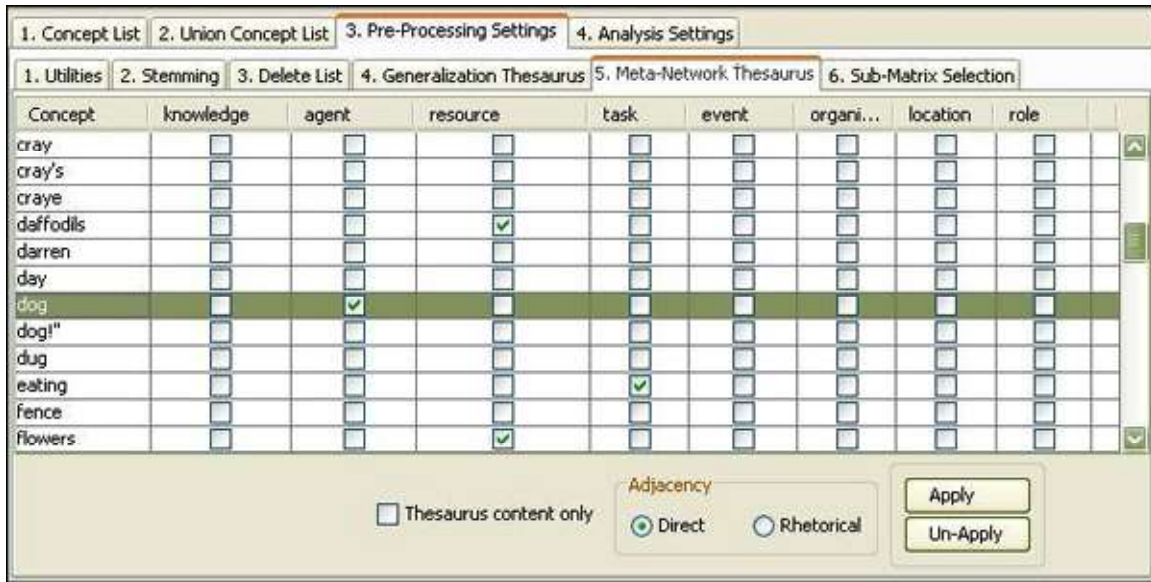 1. Concept List 2. Union Concept List 3. Pre-Processing Settings 4. Analysis Settings
1. Utilities 2. Stemming 3. Delete List 4. Generalization Thesaurus 5. Meta-Network Thesaurus 6. Sub-Matrix Selection
Concept knowledge agent resource task event organi... location role
cray
cray's
craye
daffodils
darren
day
dog
dog!"
dug
eating
fence
flowers
Adjacency
Thesaurus content only Direct Rhetorical
Apply
Un-Apply